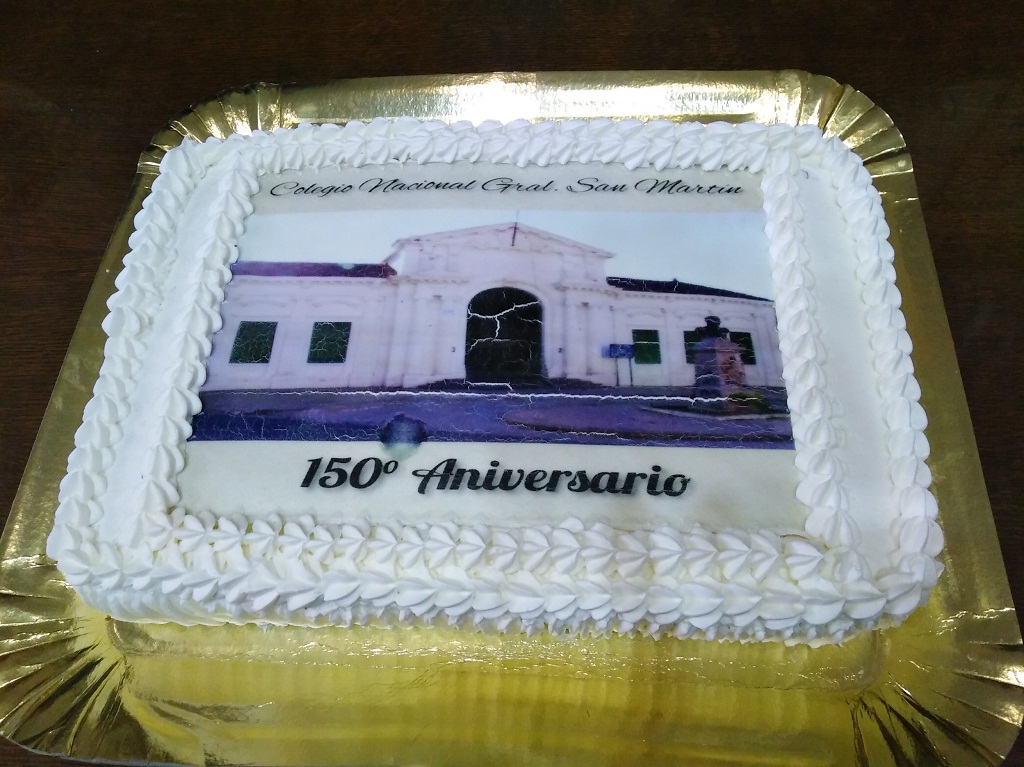 Colegio Nacional Gral. San Martin
150º Aniversario